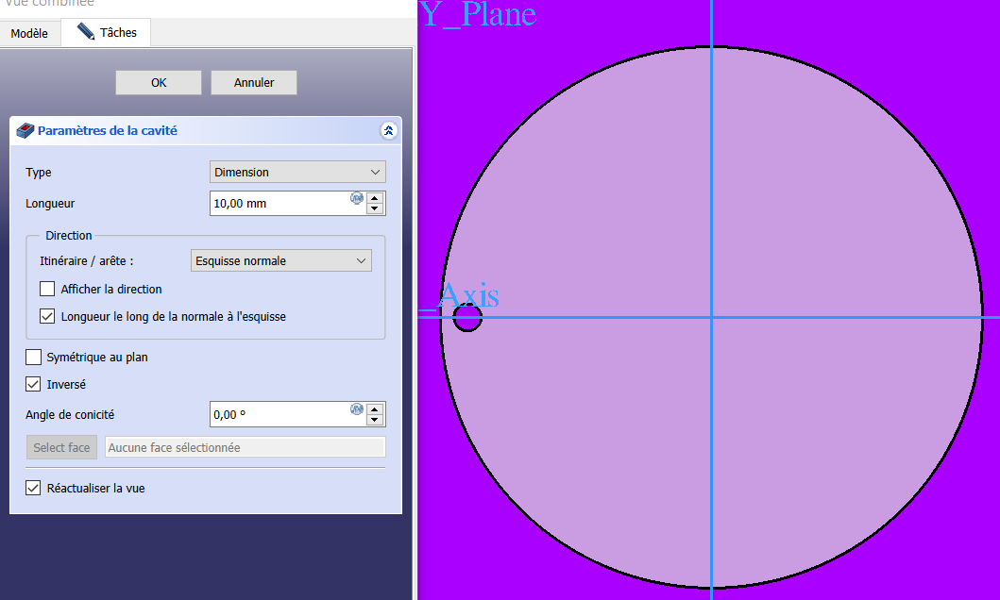 Vue combinée
Modèle
Tâches
OK
Annuler
Paramètres de la cavité
Type
Dimension
Longueur
10,00 mm
Direction
Itinéraire / arête :
Esquisse normale
Afficher la direction
Longueur le long de la normale à l'esquisse
Symétrique au plan
Inversé
Angle de conicité
0,00 º
Select face
Aucune face sélectionnée
Réactualiser la vue
Y_Plane
_Axis